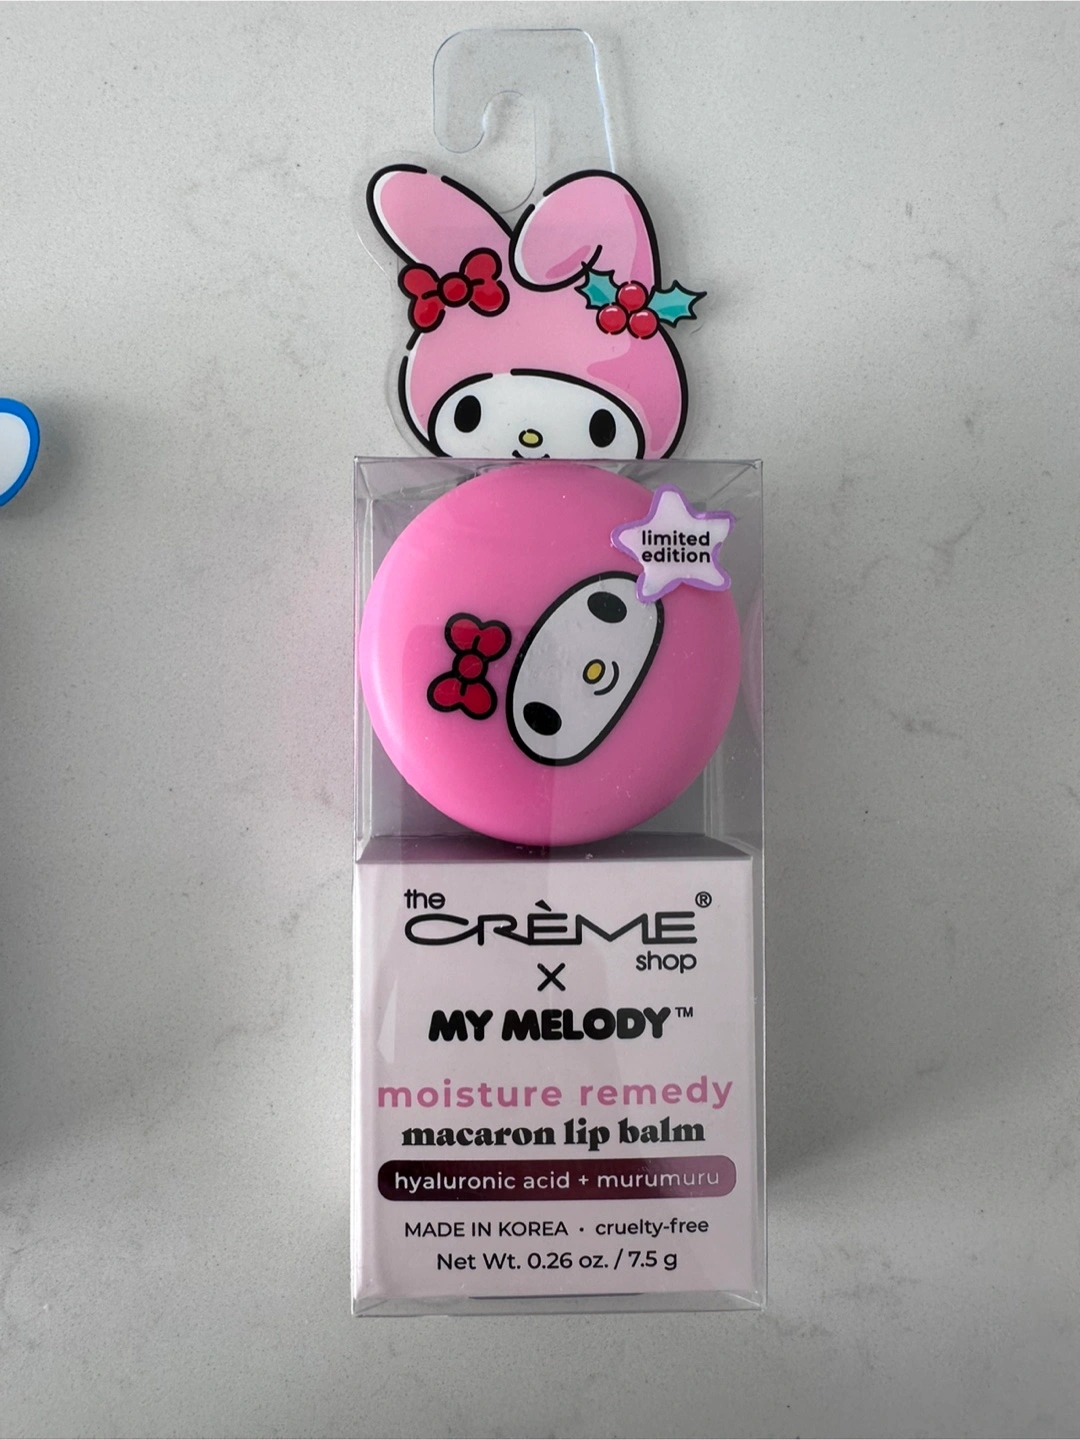 limited
edition
the
CRÈME®
shop
X
MY MELODY™
moisture remedy
macaron lip balm
hyaluronic acid + murumuru
MADE IN KOREA • cruelty-free
Net Wt. 0.26 oz. / 7.5 g